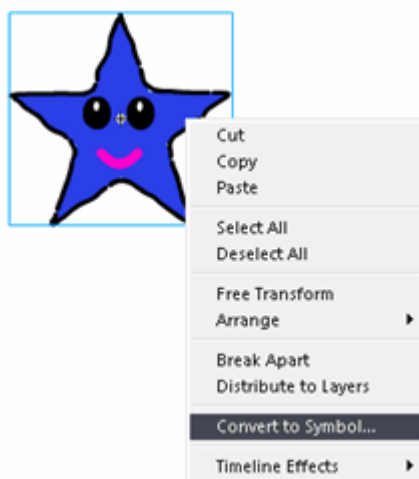 Cut
Copy
Paste
Select All
Deselect All
Free Transform
Arrange
Break Apart
Distribute to Layers
Convert to Symbol...
Timeline Effects